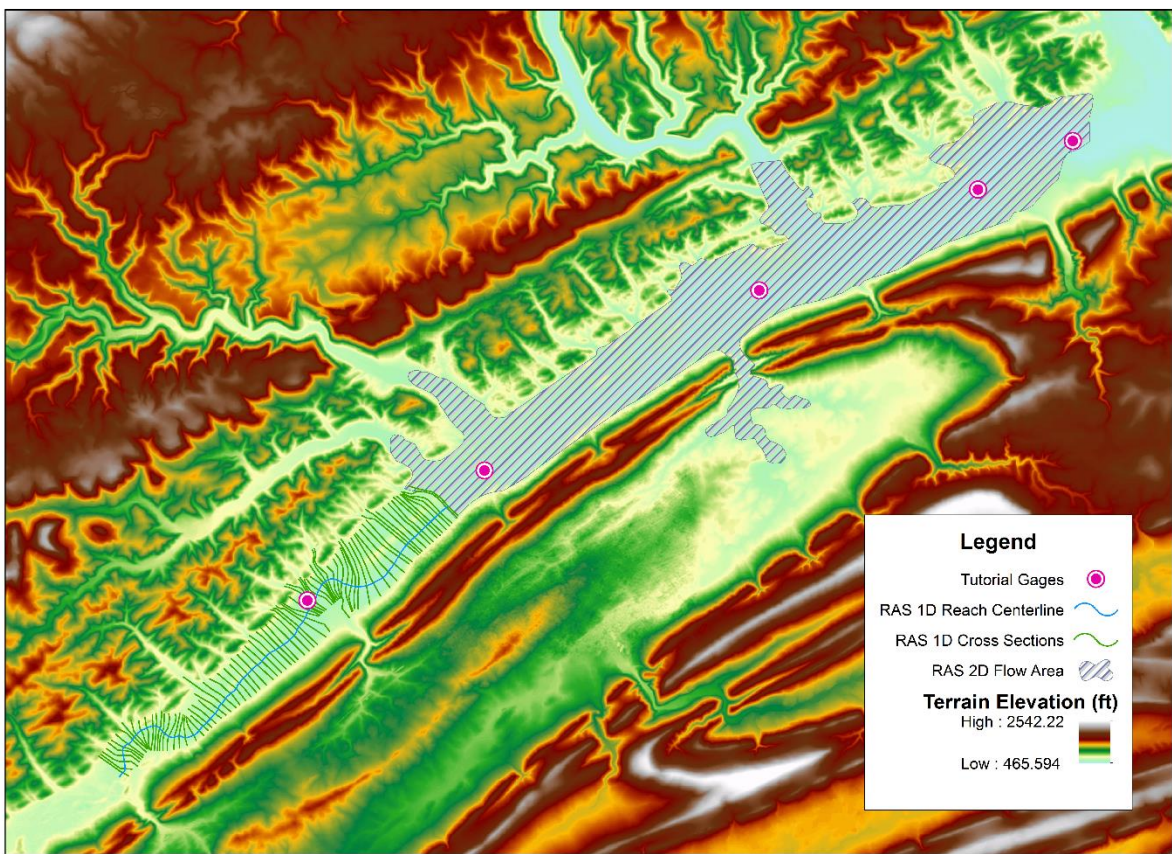 Legend
Tutorial Gages
RAS 1D Reach Centerline
RAS 1D Cross Sections
RAS 2D Flow Area
Terrain Elevation (ft)
High : 2542.22
Low : 465.594